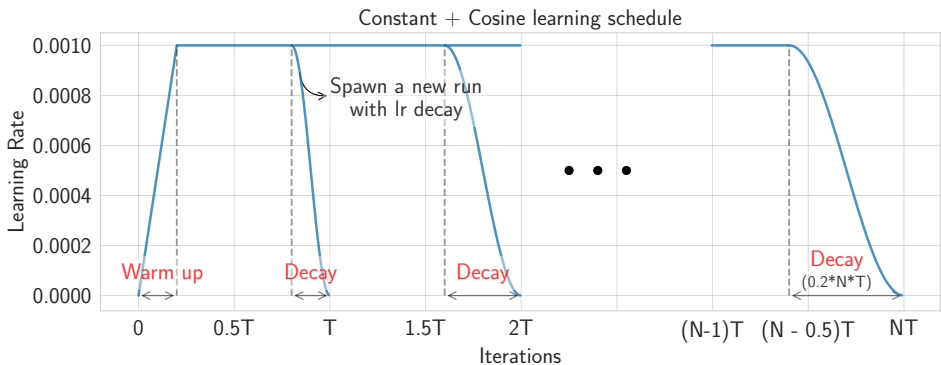 Constant + Cosine learning schedule
Learning Rate
0.0010
0.0008
0.0006
0.0004
0.0002
0.0000
Spawn a new run
with lr decay
Warm up
Decay
Decay
Decay
(0.2*N*T)
0
0.5T
T
1.5T
2T
(N-1)T
(N - 0.5)T
NT
Iterations